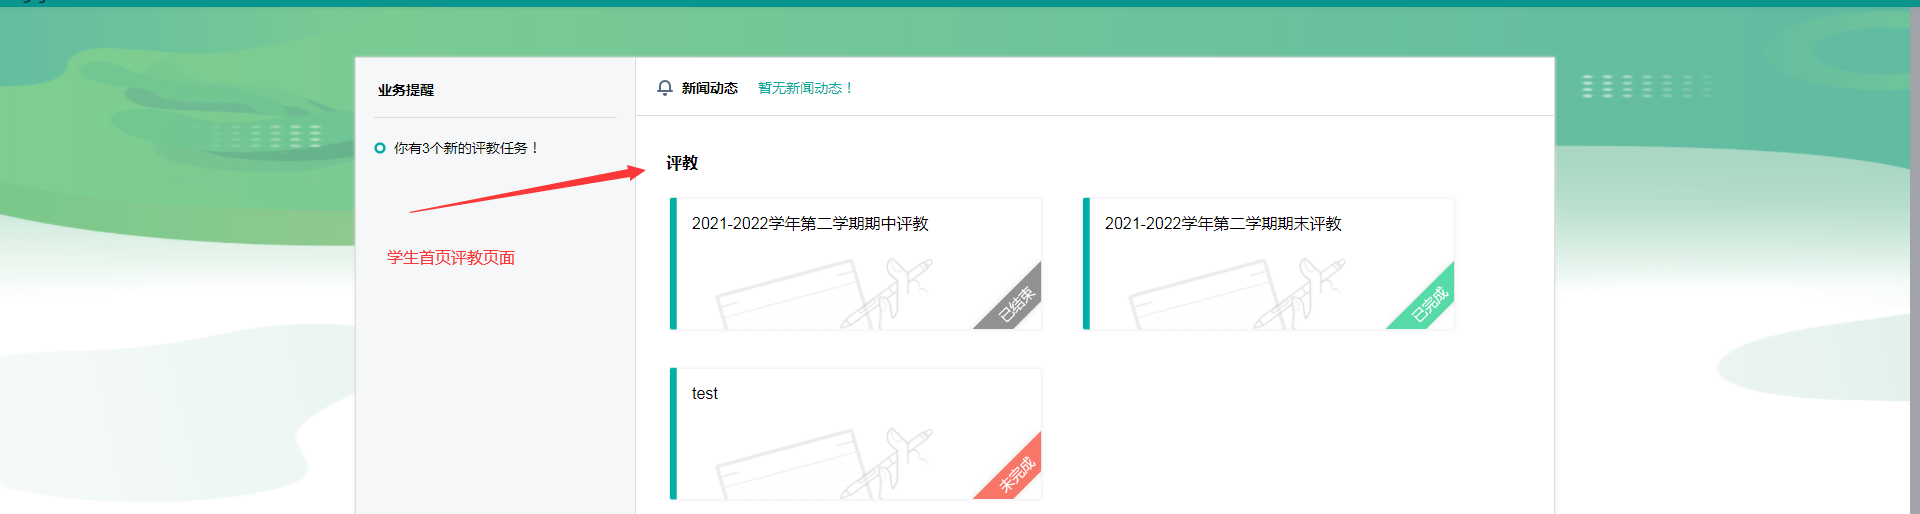 业务提醒
你有3个新的评教任务！
学生首页评教页面
新闻动态 暂无新闻动态！
评教
2021-2022学年第二学期期中评教
已结束
2021-2022学年第二学期期末评教
已完成
test
未完成